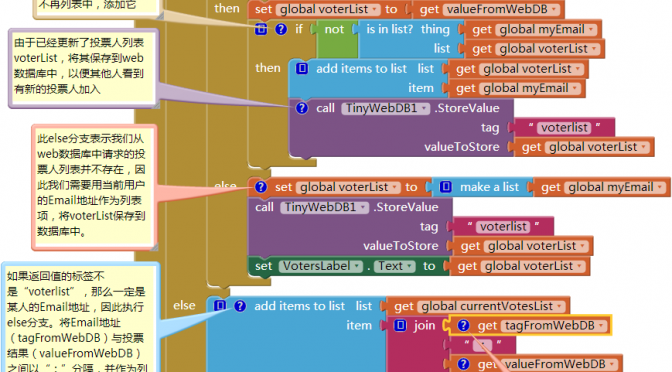 不再列表中，添加它
then set global voterList to get valueFromWebDB
if not is in list? thing get global myEmail
list get global voterList
由于已经更新了投票人列表
voterList，将其保存到web
数据库中，以便其他人看到
有新的投票人加入
then add items to list list get global voterList
item get global myEmail
call TinyWebDB1 .StoreValue
tag " voterlist "
valueToStore get global voterList
此else分支表示我们从
web数据库中请求的投
票人列表并不存在，因
此我们需要用当前用户
的Email地址作为列表
项，将voterList保存到
数据库中。
else set global voterList to make a list get global myEmail
call TinyWebDB1 .StoreValue
tag " voterlist "
valueToStore get global voterList
set VotersLabel . Text to get global voterList
如果返回值的标签不
是“voterlist”，那么一定是
某人的Email地址，因此执行
else分支。将Email地址
（tagFromWebDB）与投票
结果（valueFromWebDB）
之间以“：”分隔，并作为列
else add items to list list get global currentVotesList
item join get tagFromWebDB
" : "
get valueFromWebDB